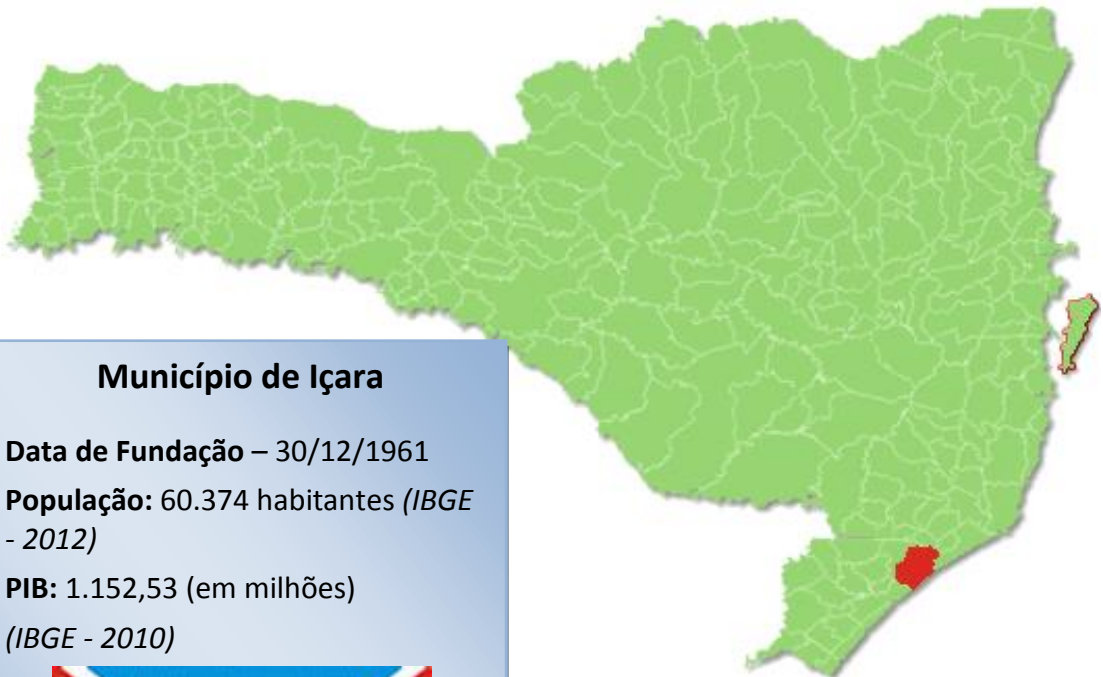 Município de Içara
Data de Fundação – 30/12/1961
População: 60.374 habitantes (IBGE
- 2012)
PIB: 1.152,53 (em milhões)
(IBGE - 2010)